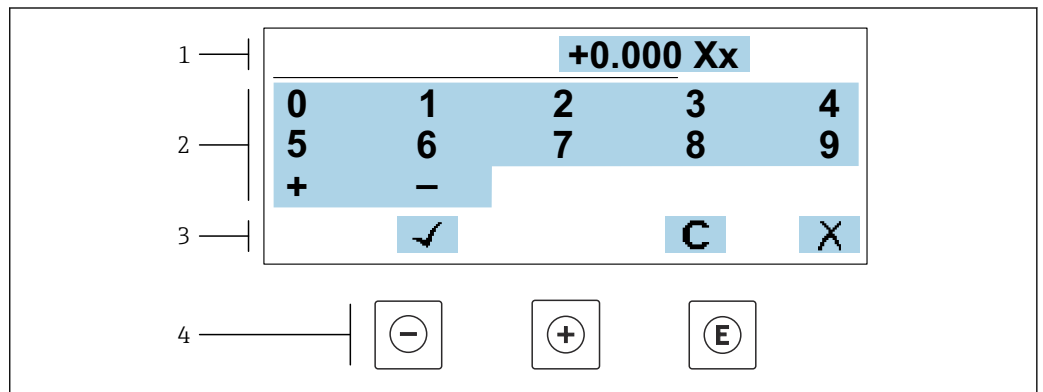 1 +0.000 Xx
0 1 2 3 4
2 5 6 7 8 9
+ −
3 ✓ C X
4 − + E